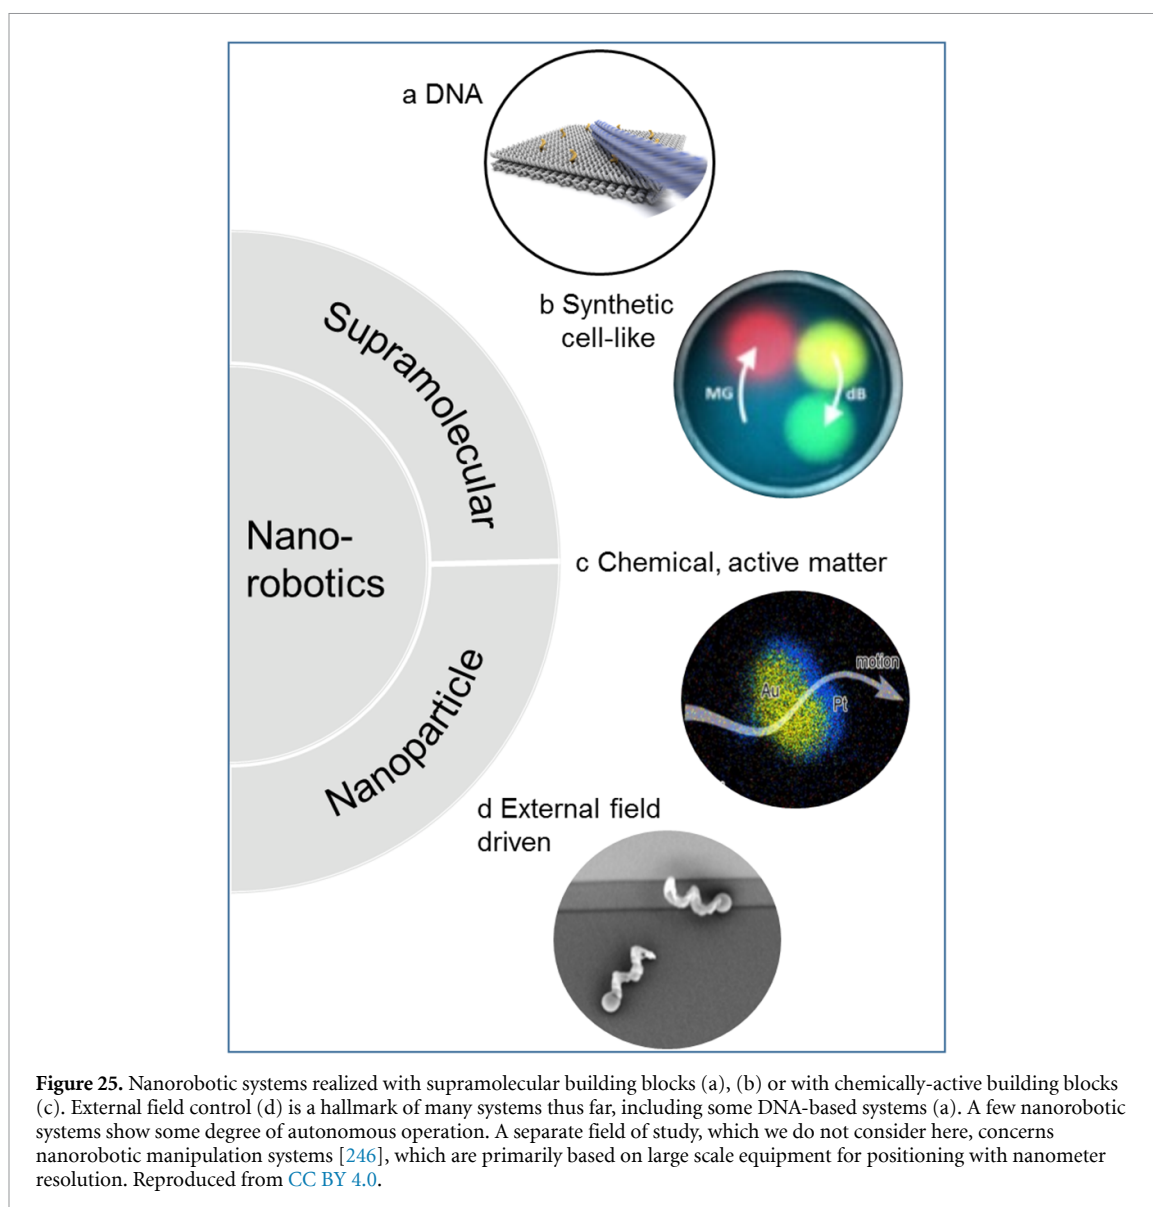 a DNA
b Synthetic
cell-like
MG
dB
Supramolecular
Nano-
robotics
c Chemical, active matter
Au
Pt
motion
Nanoparticle
d External field
driven
Figure 25. Nanorobotic systems realized with supramolecular building blocks (a), (b) or with chemically-active building blocks
(c). External field control (d) is a hallmark of many systems thus far, including some DNA-based systems (a). A few nanorobotic
systems show some degree of autonomous operation. A separate field of study, which we do not consider here, concerns
nanorobotic manipulation systems [246], which are primarily based on large scale equipment for positioning with nanometer
resolution. Reproduced from CC BY 4.0.